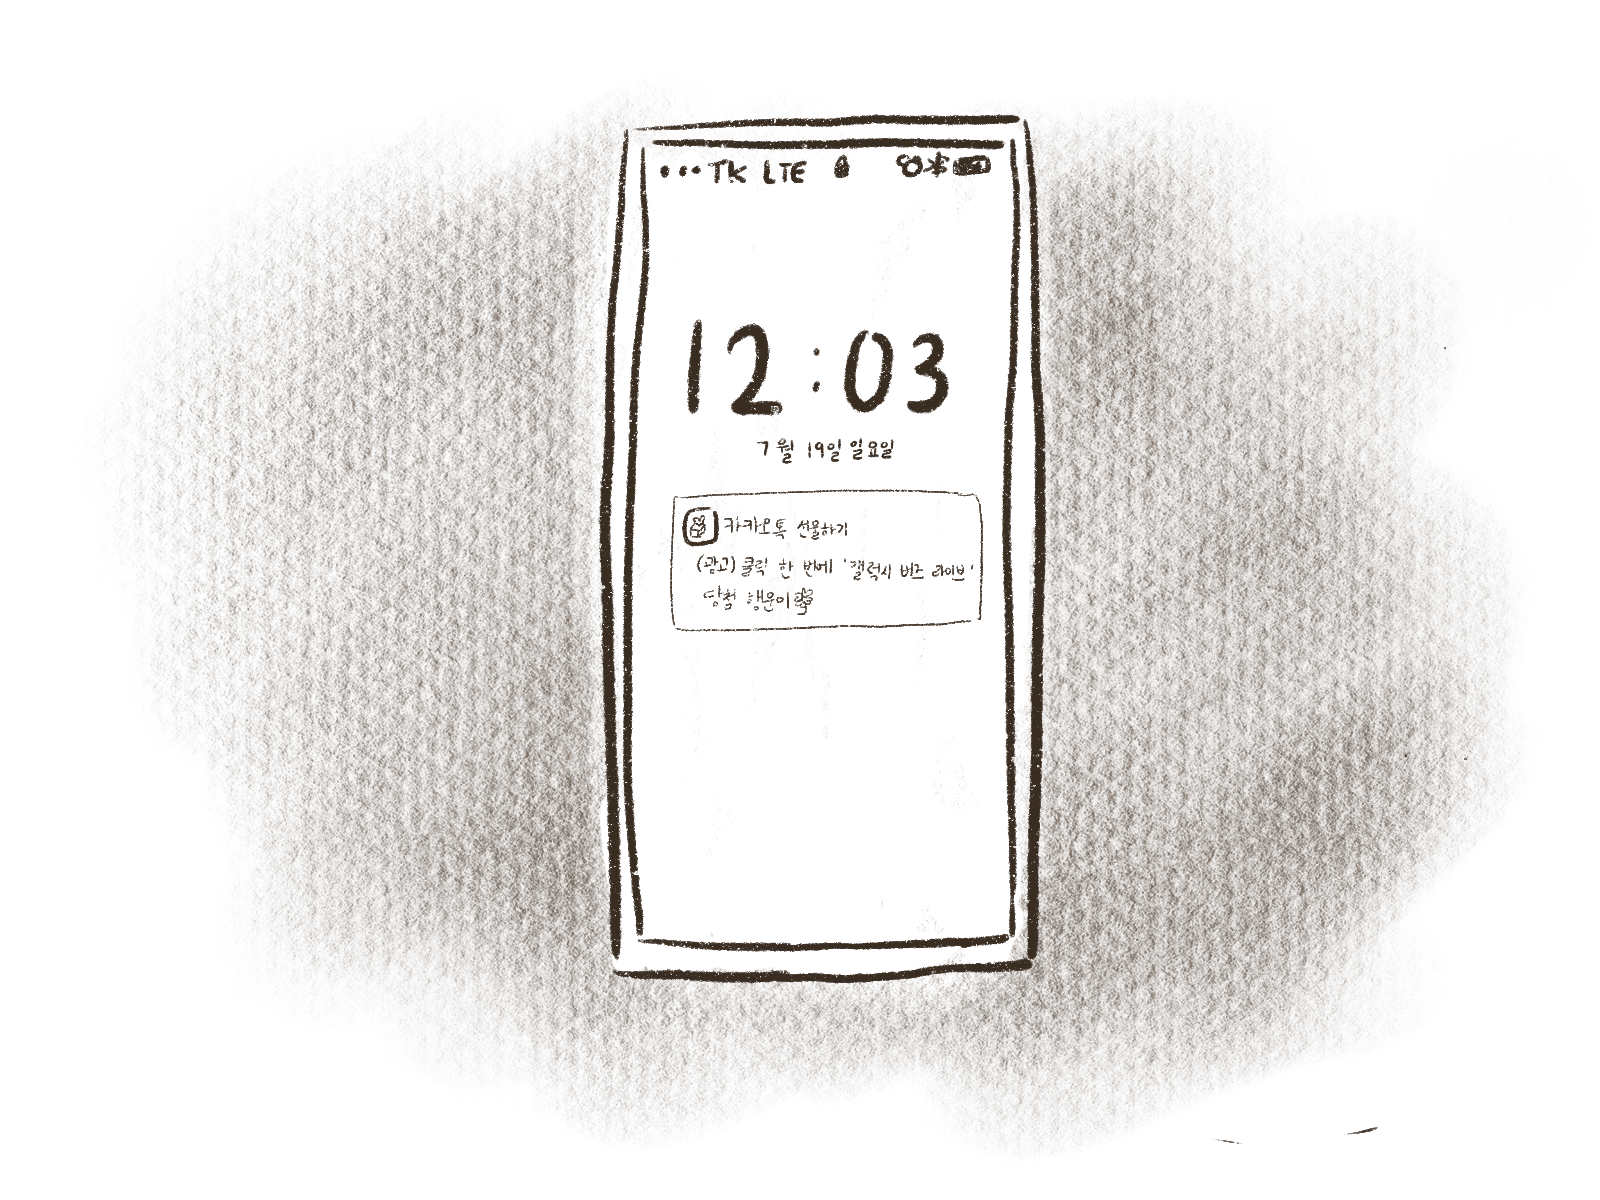 TK LTE
12:03
7월 19일 일요일
카카오톡 선물하기
(광고) 클릭 한 번에 '갤럭시 버즈 라이브'
당첨 행운이